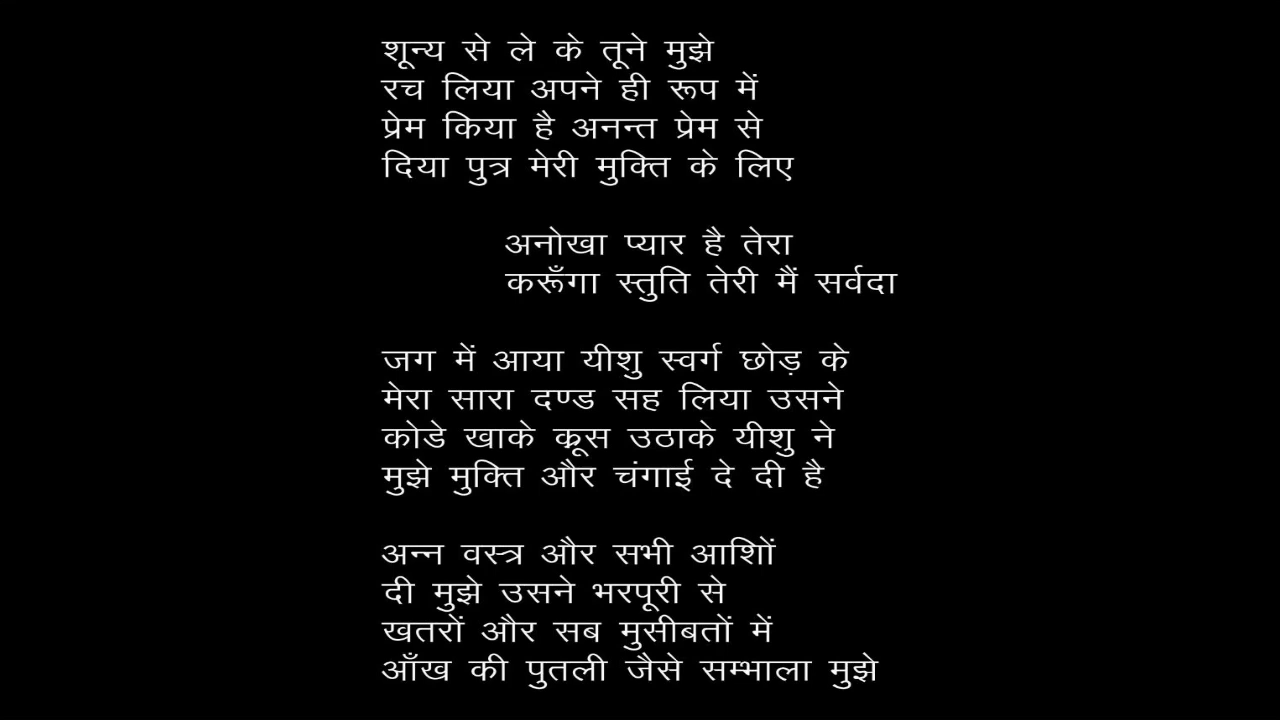 शून्य से ले के तूने मुझे
रच लिया अपने ही रूप में
प्रेम किया है अनन्त प्रेम से
दिया पुत्र मेरी मुक्ति के लिए
अनोखा प्यार है तेरा
करूँगा स्तुति तेरी मैं सर्वदा
जग में आया यीशु स्वर्ग छोड़ के
मेरा सारा दण्ड सह लिया उसने
कोडे खाके क्रूस उठाके यीशु ने
मुझे मुक्ति और चंगाई दे दी है
अन्न वस्त्र और सभी आशिों
दी मुझे उसने भरपूरी से
खतरों और सब मुसीबतों में
आँख की पुतली जैसे सम्भाला मुझे